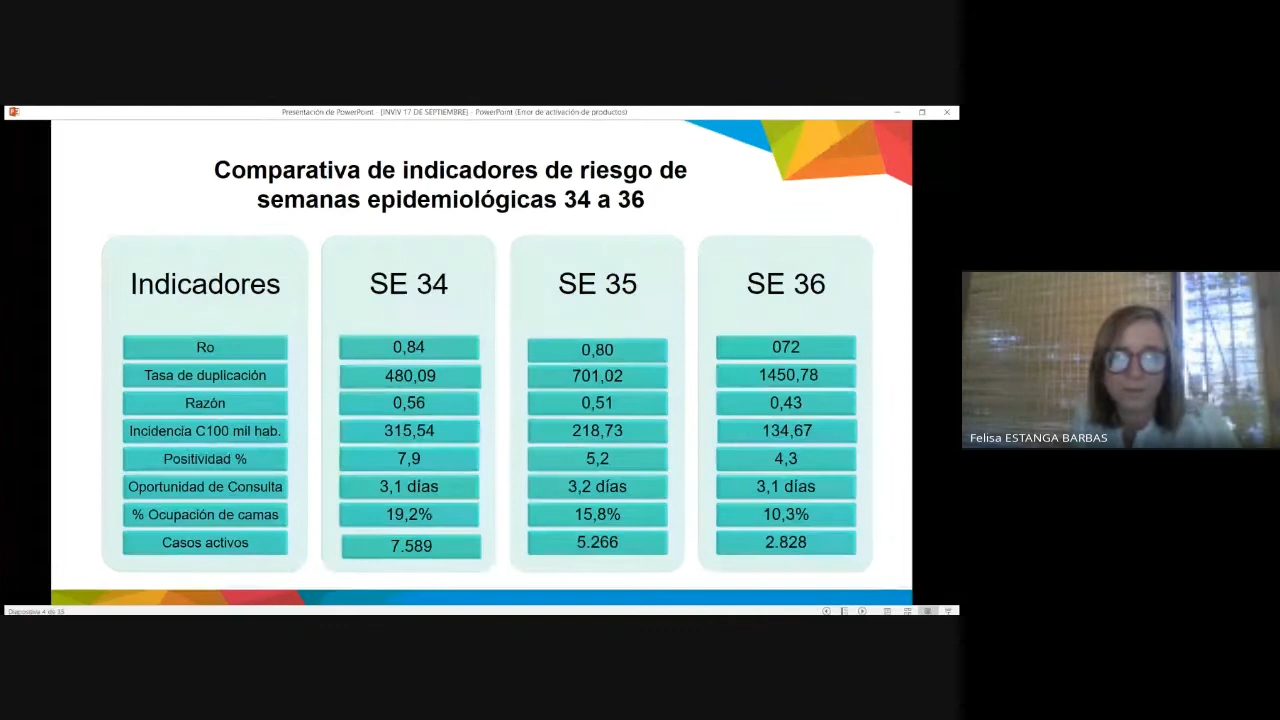 Presentación de PowerPoint - [INVIV 17 DE SEPTIEMBRE] - PowerPoint (Error de activación de productos)
Comparativa de indicadores de riesgo de
semanas epidemiológicas 34 a 36
Indicadores SE 34 SE 35 SE 36
Ro 0,84 0,80 072
Tasa de duplicación 480,09 701,02 1450,78
Razón 0,56 0,51 0,43
Incidencia C100 mil hab. 315,54 218,73 134,67
Positividad % 7,9 5,2 4,3
Oportunidad de Consulta 3,1 días 3,2 días 3,1 días
% Ocupación de camas 19,2% 15,8% 10,3%
Casos activos 7.589 5.266 2.828
Felisa ESTANGA BARBAS
Diapositiva 4 de 33